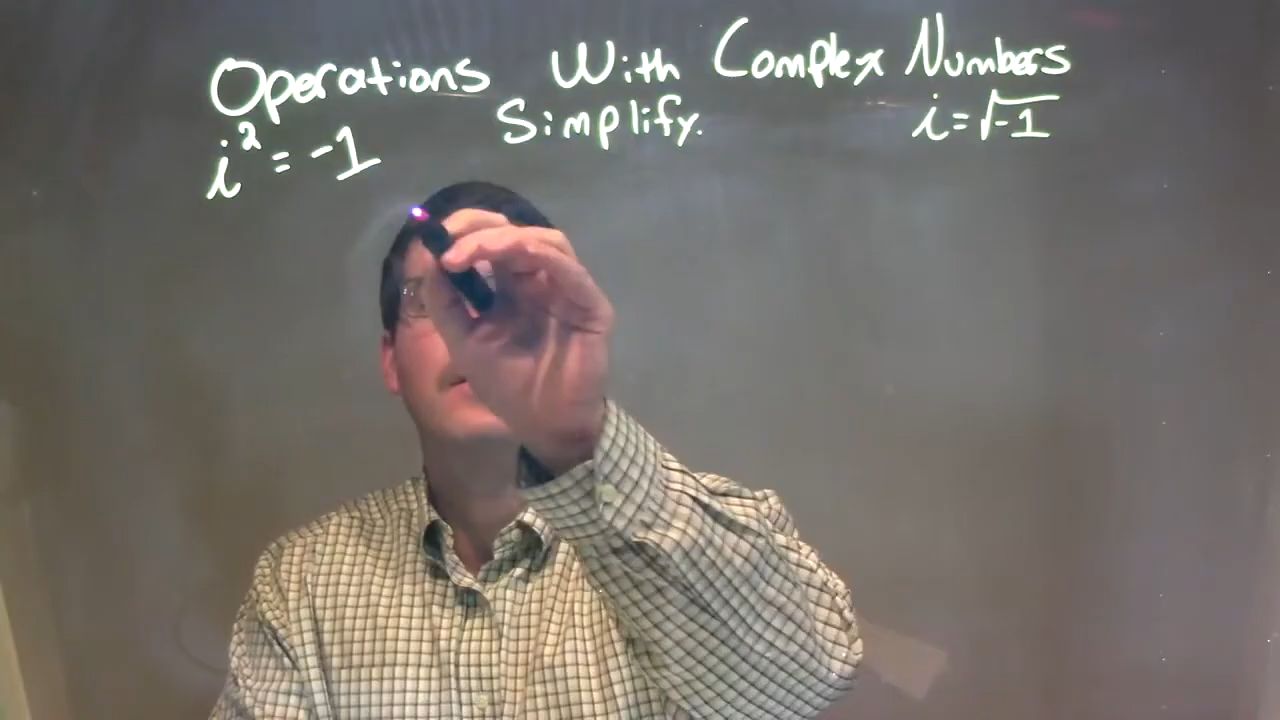 Operations With Complex Numbers
Simplify. i=√-1
i²=-1